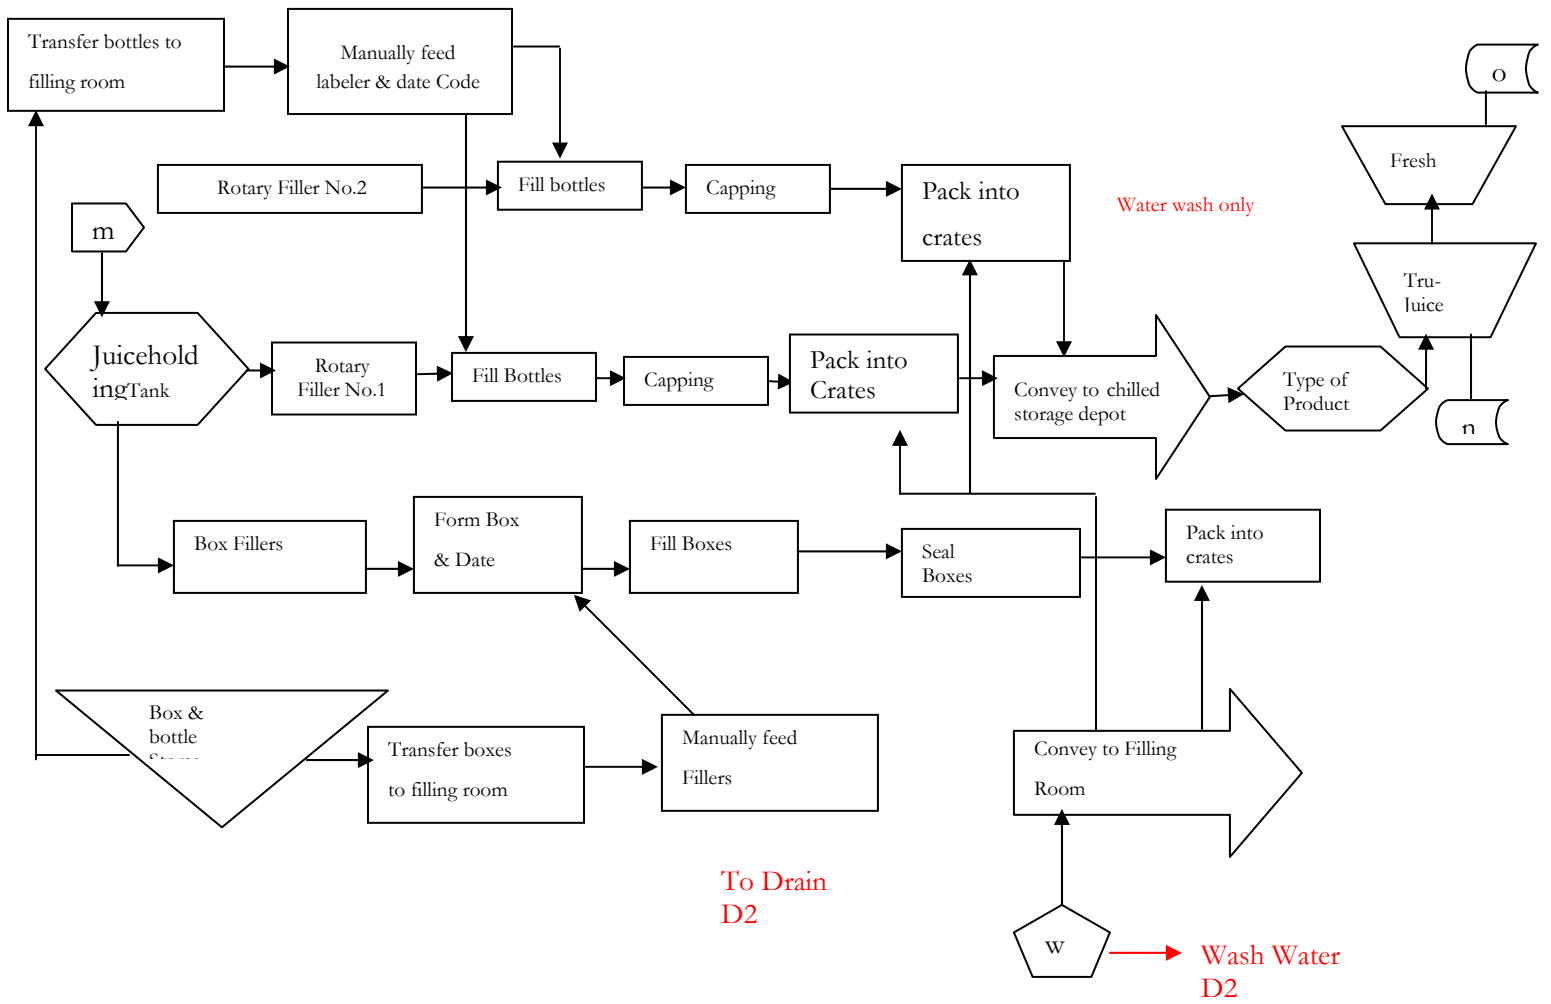 Transfer bottles to
filling room
Manually feed
labeler & date Code
o
Fresh
Rotary Filler No.2
Fill bottles
Capping
Pack into
crates
Water wash only
m
Tru-
Juice
Juicehold
ingTank
Rotary
Filler No.1
Fill Bottles
Capping
Pack into
Crates
Convey to chilled
storage depot
Type of
Product
n
Box Fillers
Form Box
& Date
Fill Boxes
Seal
Boxes
Pack into
crates
Box &
bottle
Transfer boxes
to filling room
Manually feed
Fillers
Convey to Filling
Room
To Drain
D2
w
Wash Water
D2